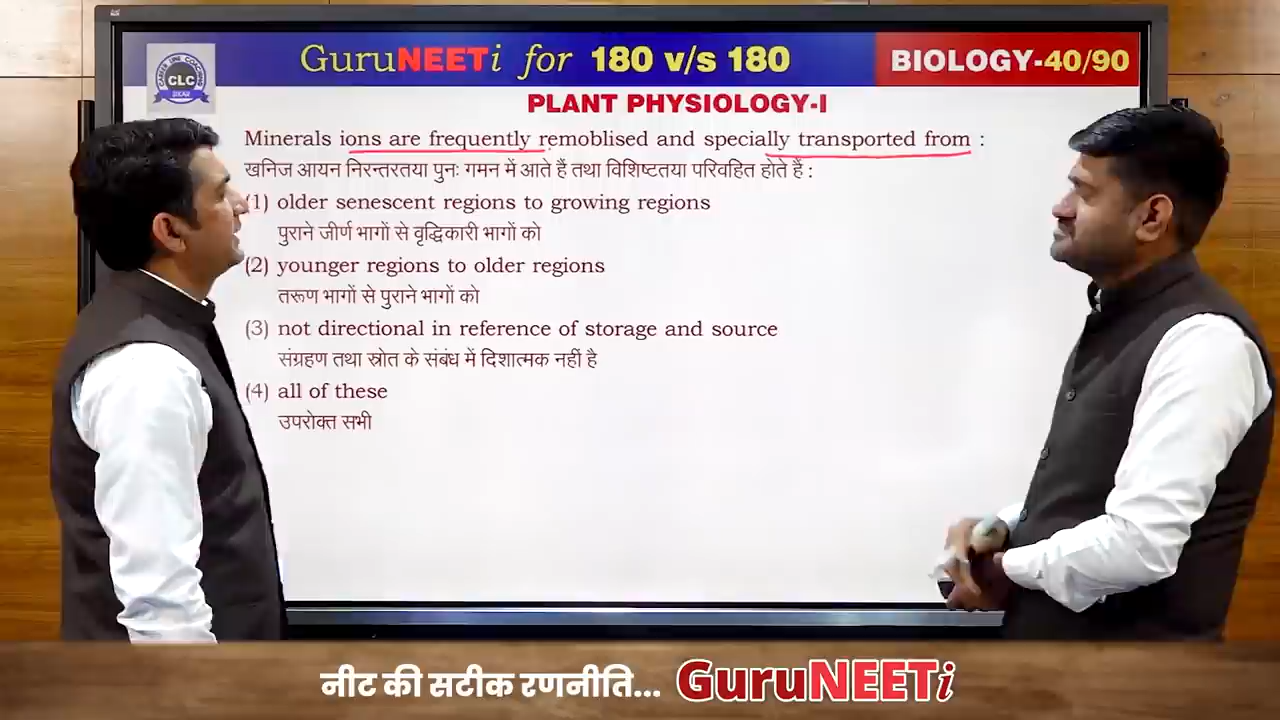 CAREER LINE COACHING
CLC
GuruNEETi for 180 v/s 180
BIOLOGY-40/90
PLANT PHYSIOLOGY-I
Minerals ions are frequently remoblised and specially transported from :
खनिज आयन निरन्तरतया पुनः गमन में आते हैं तथा विशिष्टतया परिवहित होते हैं :
(1) older senescent regions to growing regions
पुराने जीर्ण भागों से वृद्धिकारी भागों को
(2) younger regions to older regions
तरूण भागों से पुराने भागों को
(3) not directional in reference of storage and source
संग्रहण तथा स्रोत के संबंध में दिशात्मक नहीं है
(4) all of these
उपरोक्त सभी
नीट की सटीक रणनीति... GuruNEETi